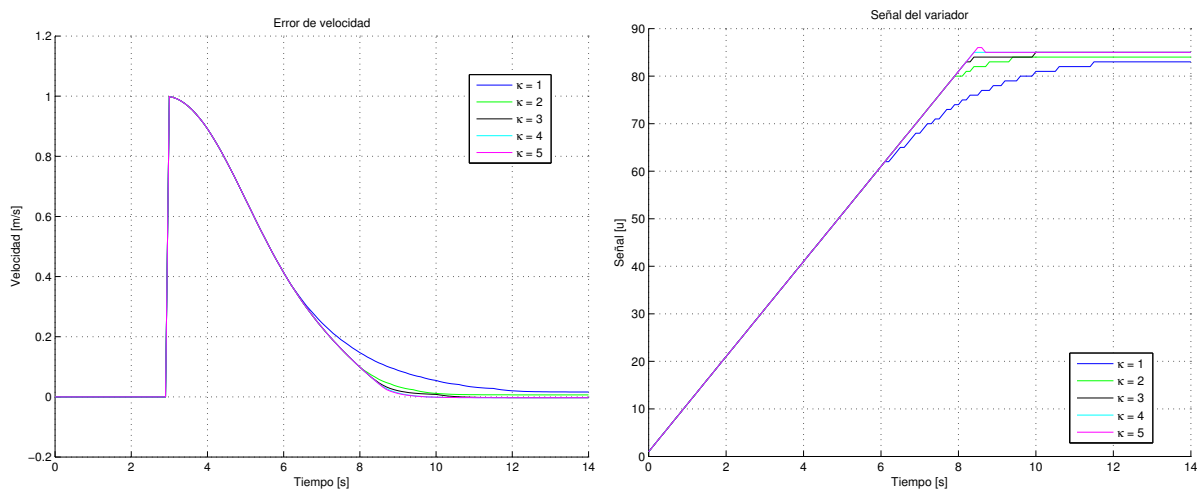 Error de velocidad
1.2
1
0.8
0.6
0.4
0.2
0
−0.2
Velocidad [m/s]
0 2 4 6 8 10 12 14
Tiempo [s]
κ = 1
κ = 2
κ = 3
κ = 4
κ = 5
Señal del variador
90
80
70
60
50
40
30
20
10
0
Señal [u]
0 2 4 6 8 10 12 14
Tiempo [s]
κ = 1
κ = 2
κ = 3
κ = 4
κ = 5